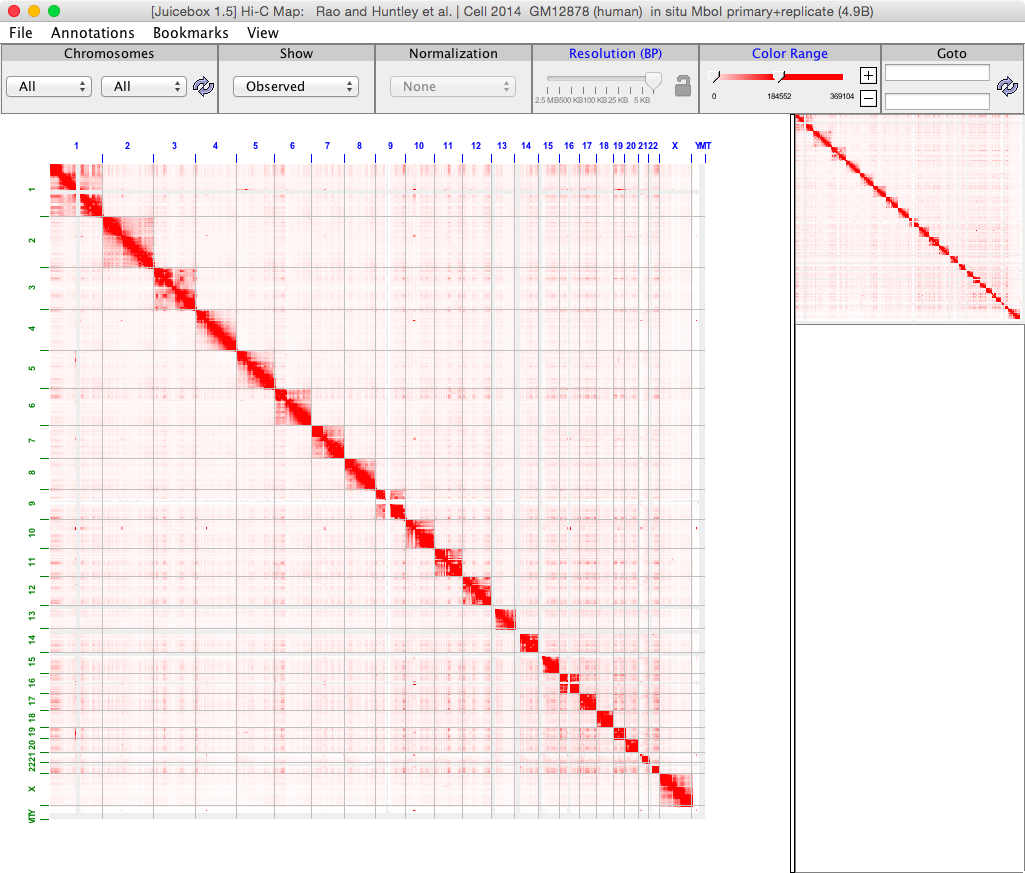 [Juicebox 1.5] Hi-C Map: Rao and Huntley et al. | Cell 2014 GM12878 (human) in situ MboI primary+replicate (4.9B)
File Annotations Bookmarks View
Chromosomes Show Normalization Resolution (BP) Color Range Goto
All All Observed None
2.5 MB 500 KB 100 KB 25 KB 5 KB
0 184552 369104
+
−
1 2 3 4 5 6 7 8 9 10 11 12 13 14 15 16 17 18 19 20 21 22 X Y MT
1
2
3
4
5
6
7
8
9
10
11
12
13
14
15
16
17
18
19
20
21
22
X
Y
MT